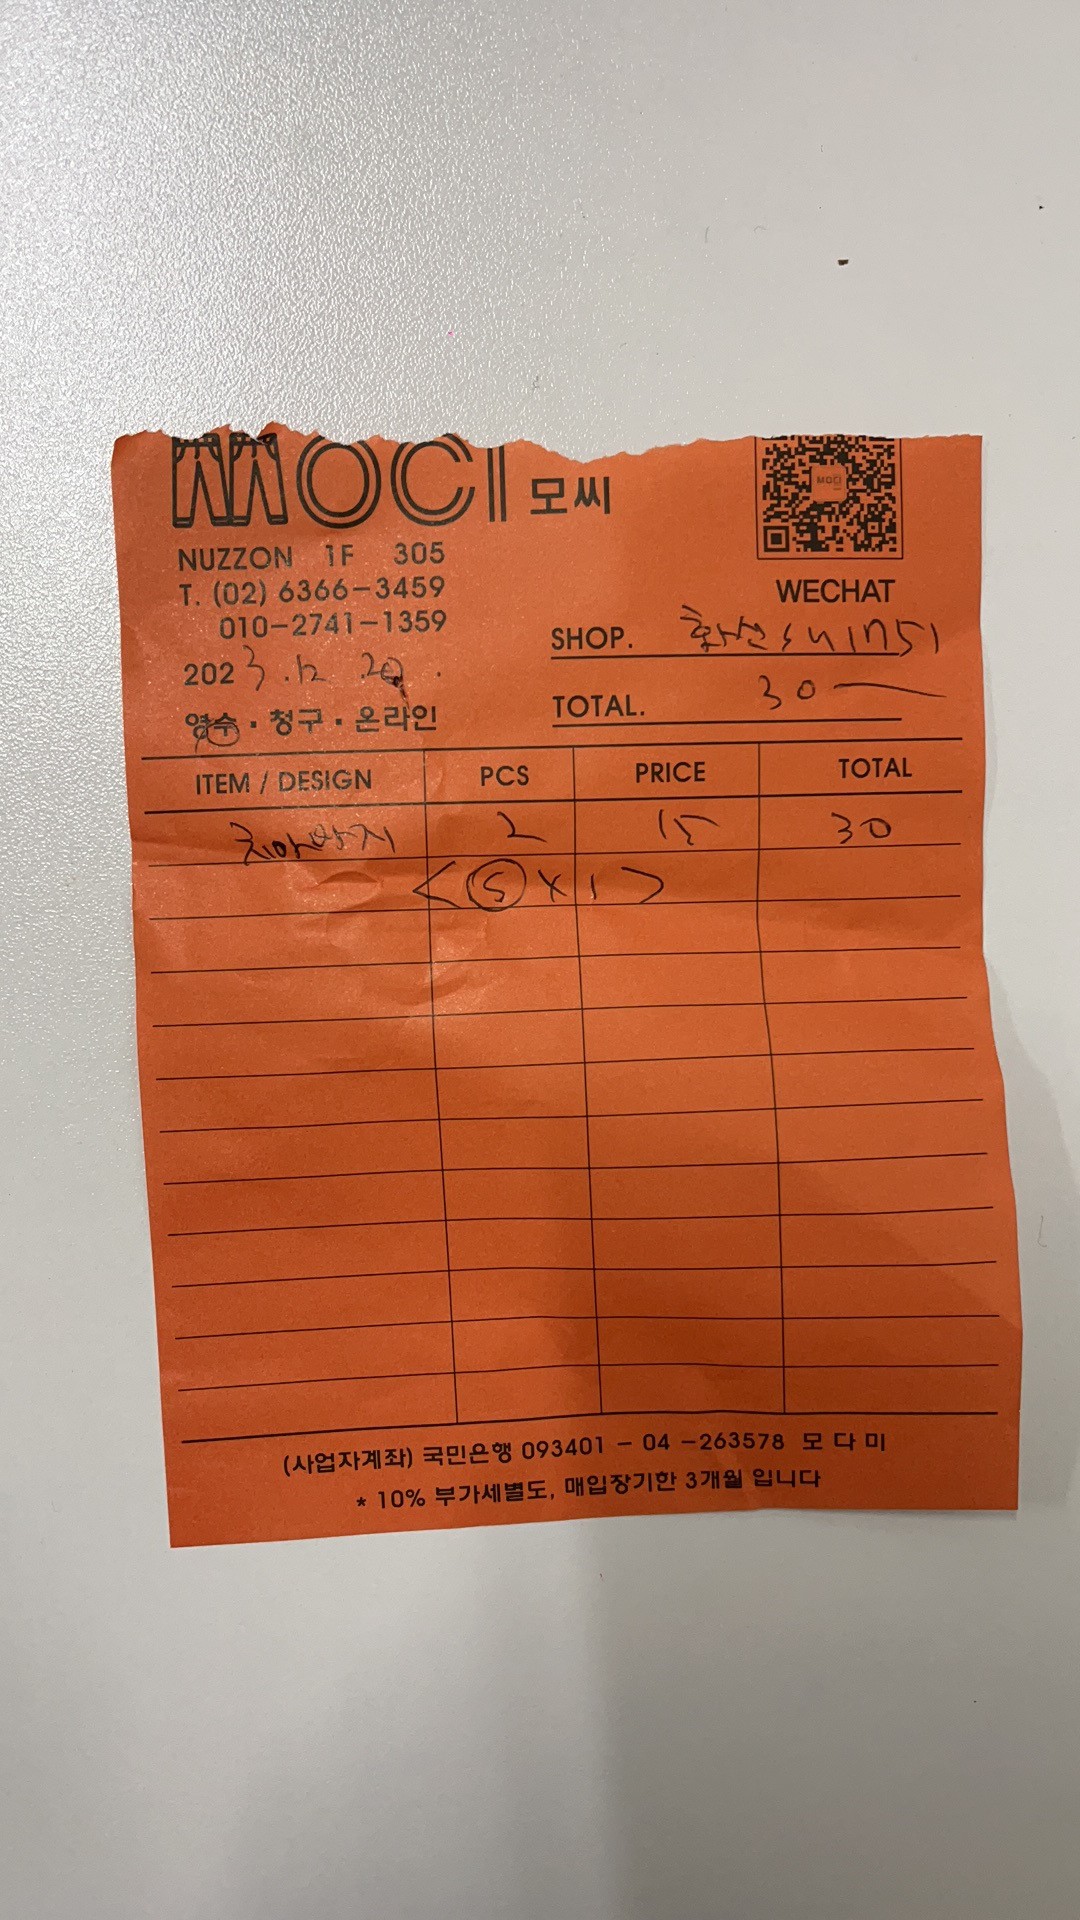 MOCI 모씨
NUZZON 1F 305
T. (02) 6366-3459
010-2741-1359
MOCI
WECHAT
2023.12.20.
SHOP.
영수 · 청구 · 온라인
TOTAL. 30
ITEM / DESIGN PCS PRICE TOTAL
2 15 30
<(S)x1>
(사업자계좌) 국민은행 093401 - 04 -263578 모 다 미
* 10% 부가세별도, 매입장기한 3개월 입니다